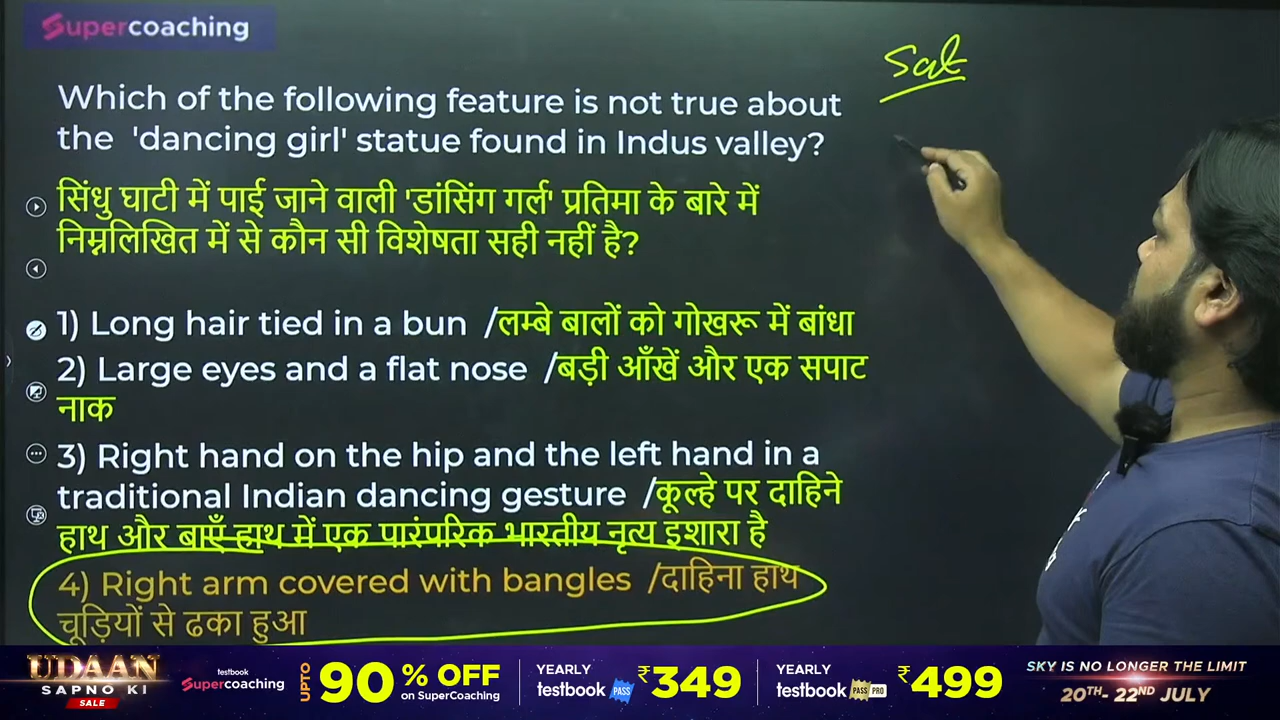 Supercoaching
Sat
Which of the following feature is not true about
the 'dancing girl' statue found in Indus valley?
सिंधु घाटी में पाई जाने वाली 'डांसिंग गर्ल' प्रतिमा के बारे में
निम्नलिखित में से कौन सी विशेषता सही नहीं है?
1) Long hair tied in a bun /लम्बे बालों को गोखरू में बांधा
2) Large eyes and a flat nose /बड़ी आँखें और एक सपाट
नाक
3) Right hand on the hip and the left hand in a
traditional Indian dancing gesture /कूल्हे पर दाहिने
हाथ और बाएँ हाथ में एक पारंपरिक भारतीय नृत्य इशारा है
4) Right arm covered with bangles /दाहिना हाथ
चूड़ियों से ढका हुआ
UDAAN
SAPNO KI
SALE
testbook
Supercoaching
UPTO 90% OFF
on SuperCoaching
YEARLY
testbook PASS ₹349
YEARLY
testbook PASS PRO ₹499
SKY IS NO LONGER THE LIMIT
20TH- 22ND JULY